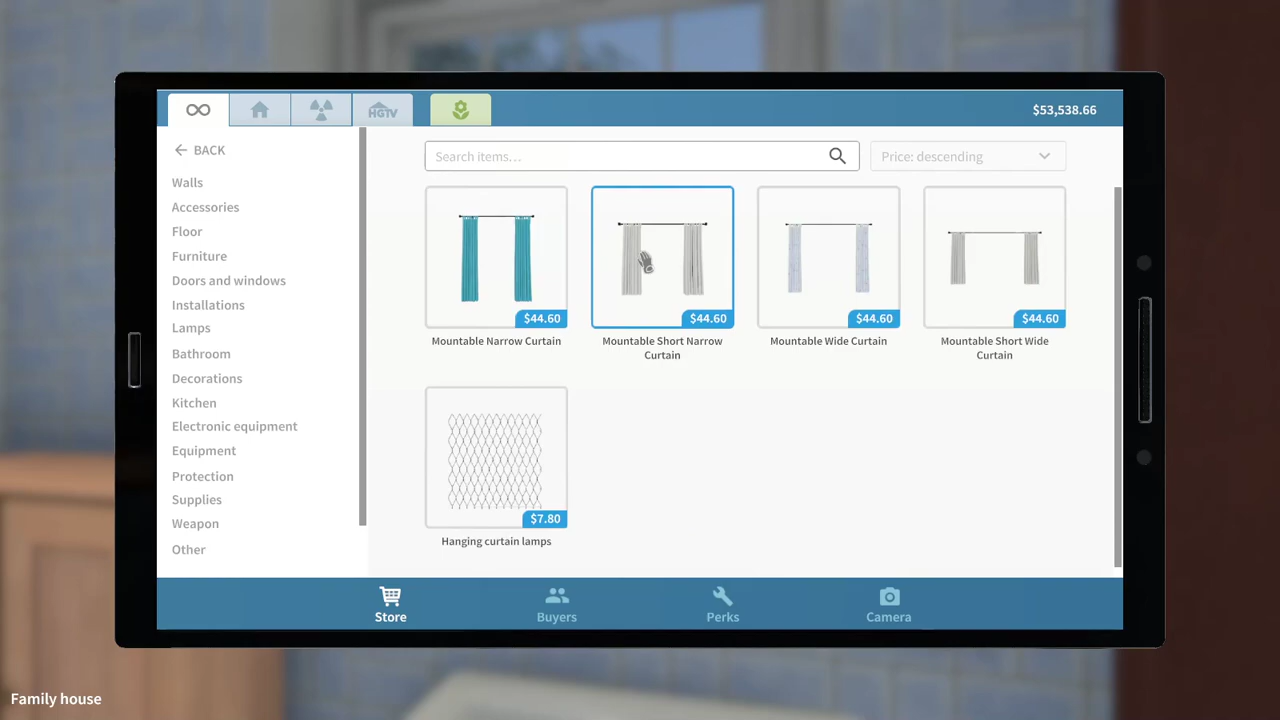 HGTV
$53,538.66
BACK
Search items...
Price: descending
Walls
Accessories
Floor
Furniture
Doors and windows
Installations
Lamps
Bathroom
Decorations
Kitchen
Electronic equipment
Equipment
Protection
Supplies
Weapon
Other
$44.60
$44.60
$44.60
$44.60
Mountable Narrow Curtain
Mountable Short Narrow
Curtain
Mountable Wide Curtain
Mountable Short Wide
Curtain
$7.80
Hanging curtain lamps
Store
Buyers
Perks
Camera
Family house